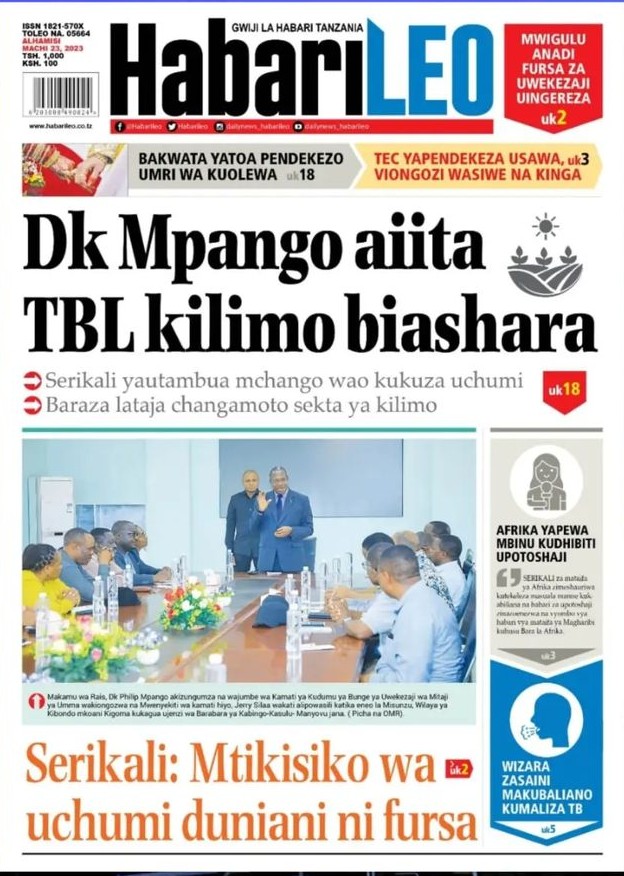 ISSN 1821-570X
TOLEO NA. 05664
ALHAMISI
MACHI 23, 2023
TSH. 1,000
KSH. 100
www.habarileo.co.tz
GWIJI LA HABARI TANZANIA
HabariLEO
@Habarileo Habarileo dailynews_habarileo dailynews_habarileo
MWIGULU
ANADI
FURSA ZA
UWEKEZAJI
UINGEREZA
uk2
BAKWATA YATOA PENDEKEZO
UMRI WA KUOLEWA uk18
TEC YAPENDEKEZA USAWA, uk3
VIONGOZI WASIWE NA KINGA
Dk Mpango aiita
TBL kilimo biashara
Serikali yautambua mchango wao kukuza uchumi
Baraza lataja changamoto sekta ya kilimo
uk18
Makamu wa Rais, Dk Philip Mpango akizungumza na wajumbe wa Kamati ya Kudumu ya Bunge ya Uwekezaji wa Mitaji
ya Umma wakiongozwa na Mwenyekiti wa kamati hiyo, Jerry Silaa wakati alipowasili katika eneo la Misunzu, Wilaya ya
Kibondo mkoani Kigoma kukagua ujenzi wa Barabara ya Kabingo-Kasulu- Manyovu jana. ( Picha na OMR).
AFRIKA YAPEWA
MBINU KUDHIBITI
UPOTOSHAJI
SERIKALI za mataifa
ya Afrika zimeshauriwa
kutekeleza masuala manne kuk-
abiliana na habari za upotoshaji
vya
habari vya mataifa ya Magharibi
kuhusu Bara la Afrika.
uk3
Serikali: Mtikisiko wa
uchumi duniani ni fursa
uk2
WIZARA
ZASAINI
MAKUBALIANO
KUMALIZA TB
uk5